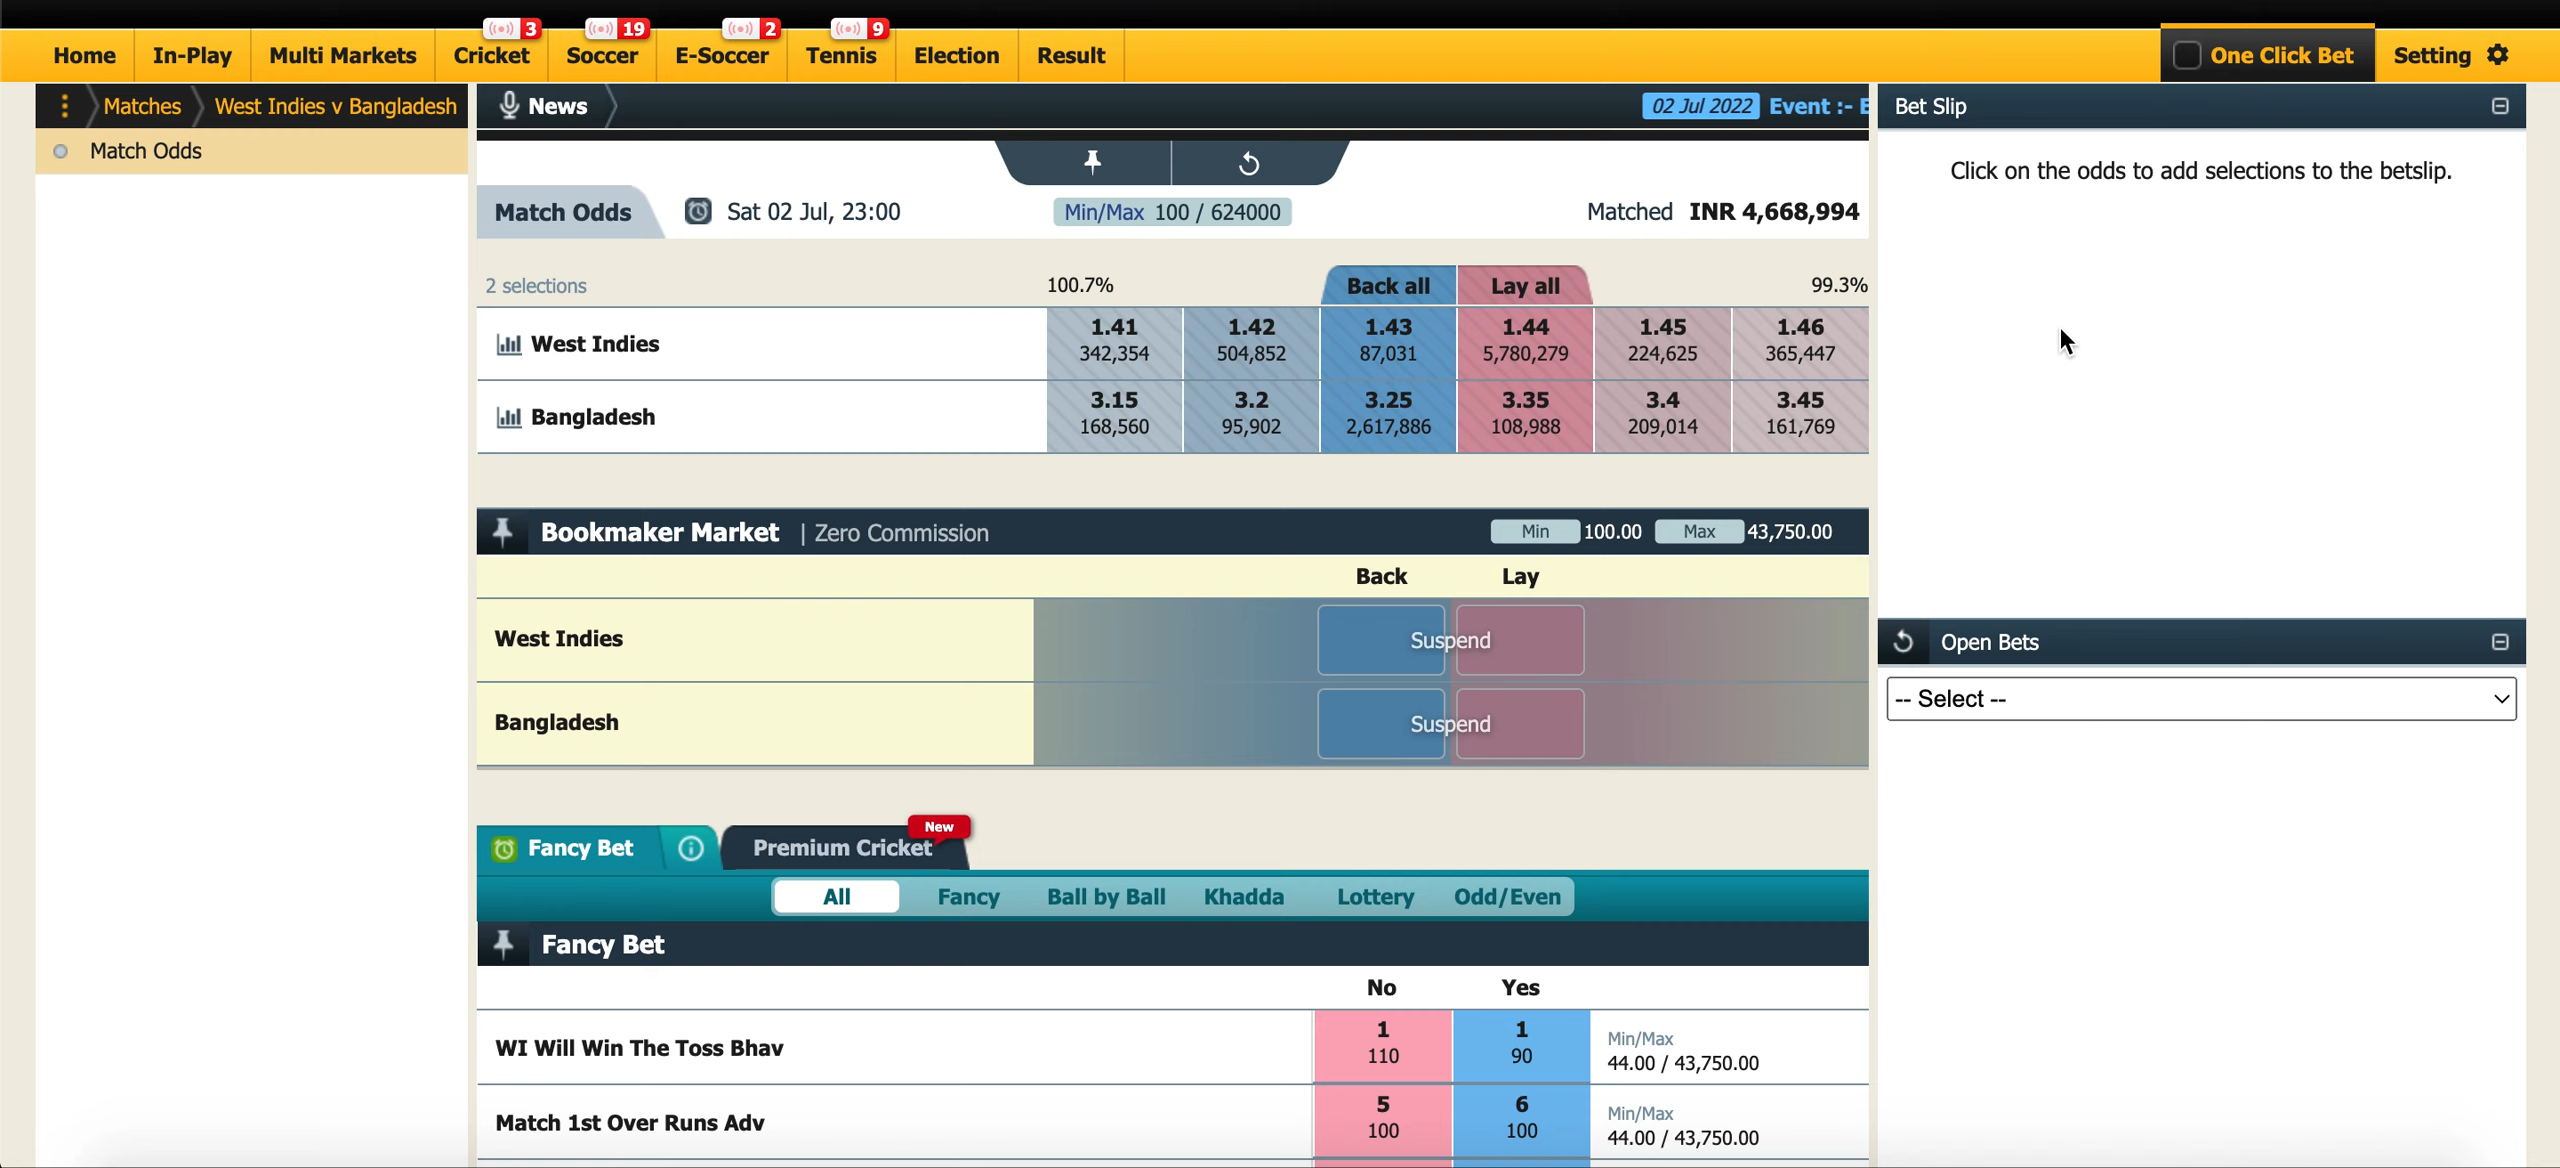 3 19 2 9
Home In-Play Multi Markets Cricket Soccer E-Soccer Tennis Election Result One Click Bet Setting
Matches West Indies v Bangladesh
Match Odds
News 02 Jul 2022 Event :-
Match Odds Sat 02 Jul, 23:00 Min/Max 100 / 624000 Matched INR 4,668,994
2 selections 100.7% Back all Lay all 99.3%
West Indies
1.41 1.42 1.43 1.44 1.45 1.46
342,354 504,852 87,031 5,780,279 224,625 365,447
Bangladesh
3.15 3.2 3.25 3.35 3.4 3.45
168,560 95,902 2,617,886 108,988 209,014 161,769
Bookmaker Market | Zero Commission Min 100.00 Max 43,750.00
Back Lay
West Indies Suspend
Bangladesh Suspend
Fancy Bet Premium Cricket New
All Fancy Ball by Ball Khadda Lottery Odd/Even
Fancy Bet
No Yes
WI Will Win The Toss Bhav
1 1 Min/Max
110 90 44.00 / 43,750.00
Match 1st Over Runs Adv
5 6 Min/Max
100 100 44.00 / 43,750.00
Bet Slip
Click on the odds to add selections to the betslip.
Open Bets
-- Select --